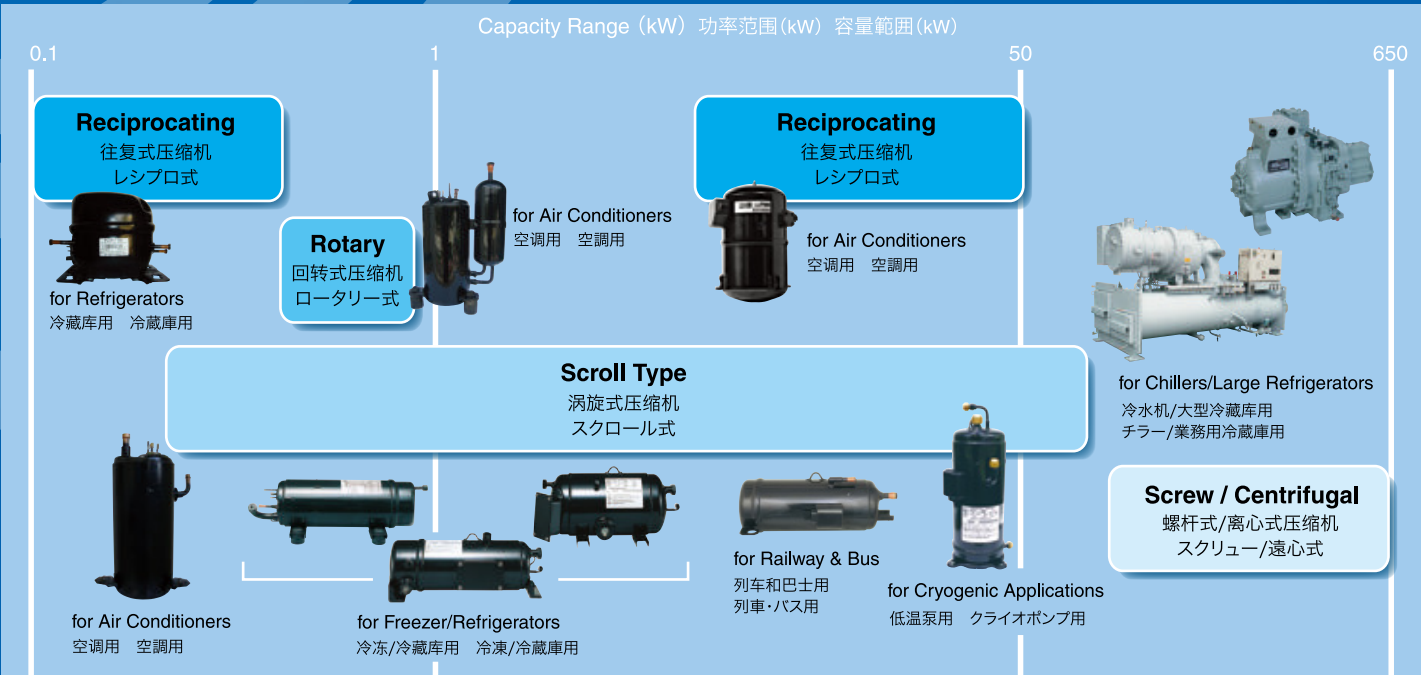 Capacity Range (kW) 功率范围(kW) 容量範囲(kW)
0.1
1
50
650
Reciprocating
往复式压缩机
レシプロ式
for Refrigerators
冷藏库用 冷蔵庫用
Rotary
回转式压缩机
ロータリー式
for Air Conditioners
空调用 空調用
Reciprocating
往复式压缩机
レシプロ式
for Air Conditioners
空调用 空調用
for Chillers/Large Refrigerators
冷水机/大型冷藏库用
チラー/業務用冷蔵庫用
Scroll Type
涡旋式压缩机
スクロール式
for Air Conditioners
空调用 空調用
for Freezer/Refrigerators
冷冻/冷藏库用 冷凍/冷蔵庫用
for Railway & Bus
列车和巴士用
列車・バス用
for Cryogenic Applications
低温泵用 クライオポンプ用
Screw / Centrifugal
螺杆式/离心式压缩机
スクリュー/遠心式